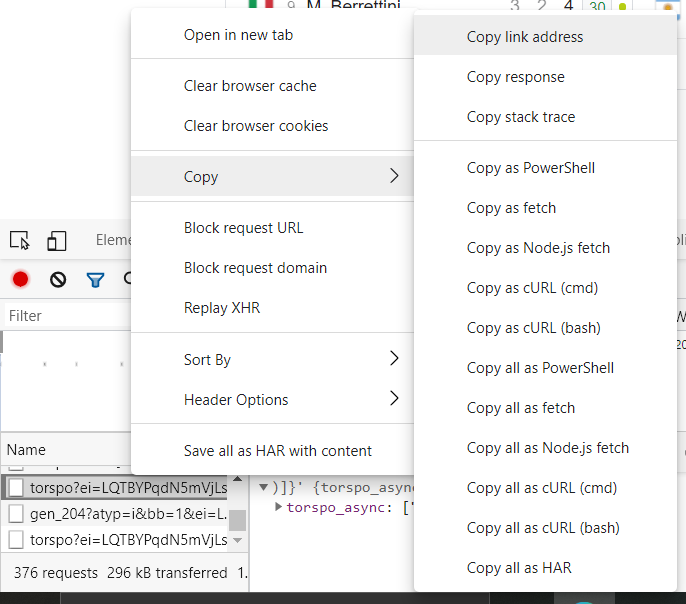 9 M. Berrettini 3 2 4 30
Open in new tab
Clear browser cache
Clear browser cookies
Copy
Block request URL
Block request domain
Replay XHR
Sort By
Header Options
Save all as HAR with content
Copy link address
Copy response
Copy stack trace
Copy as PowerShell
Copy as fetch
Copy as Node.js fetch
Copy as cURL (cmd)
Copy as cURL (bash)
Copy all as PowerShell
Copy all as fetch
Copy all as Node.js fetch
Copy all as cURL (cmd)
Copy all as cURL (bash)
Copy all as HAR
Eleme
Filter
Name
torspo?ei=LQTBYPqdN5mVjLs
gen_204?atyp=i&bb=1&ei=L.
torspo?ei=LQTBYPqdN5mVjLs
376 requests 296 kB transferred 1.
)]}' {torspo_async
torspo_async: ["